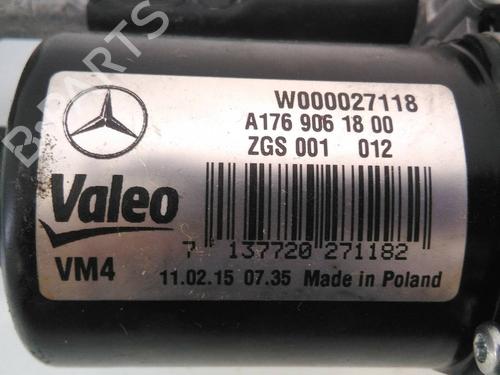 B-PARTS
W000027118
A176 906 18 00
ZGS 001 012
Valeo
7 137720 271182
VM4
11.02.15 07.35 Made in Poland